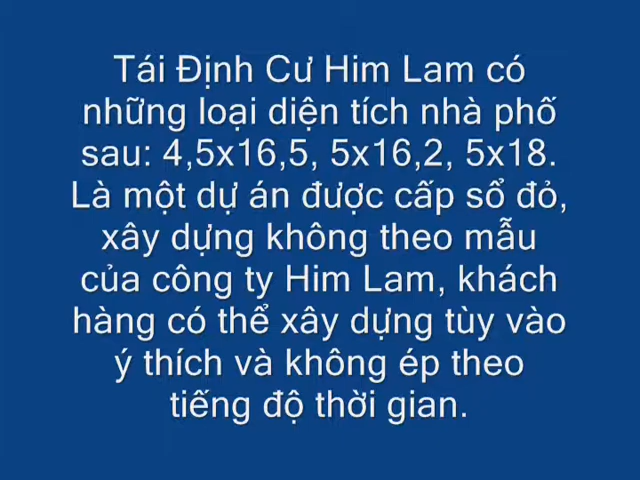 Tái Định Cư Him Lam có
những loại diện tích nhà phố
sau: 4,5x16,5, 5x16,2, 5x18.
Là một dự án được cấp sổ đỏ,
xây dựng không theo mẫu
của công ty Him Lam, khách
hàng có thể xây dựng tùy vào
ý thích và không ép theo
tiếng độ thời gian.